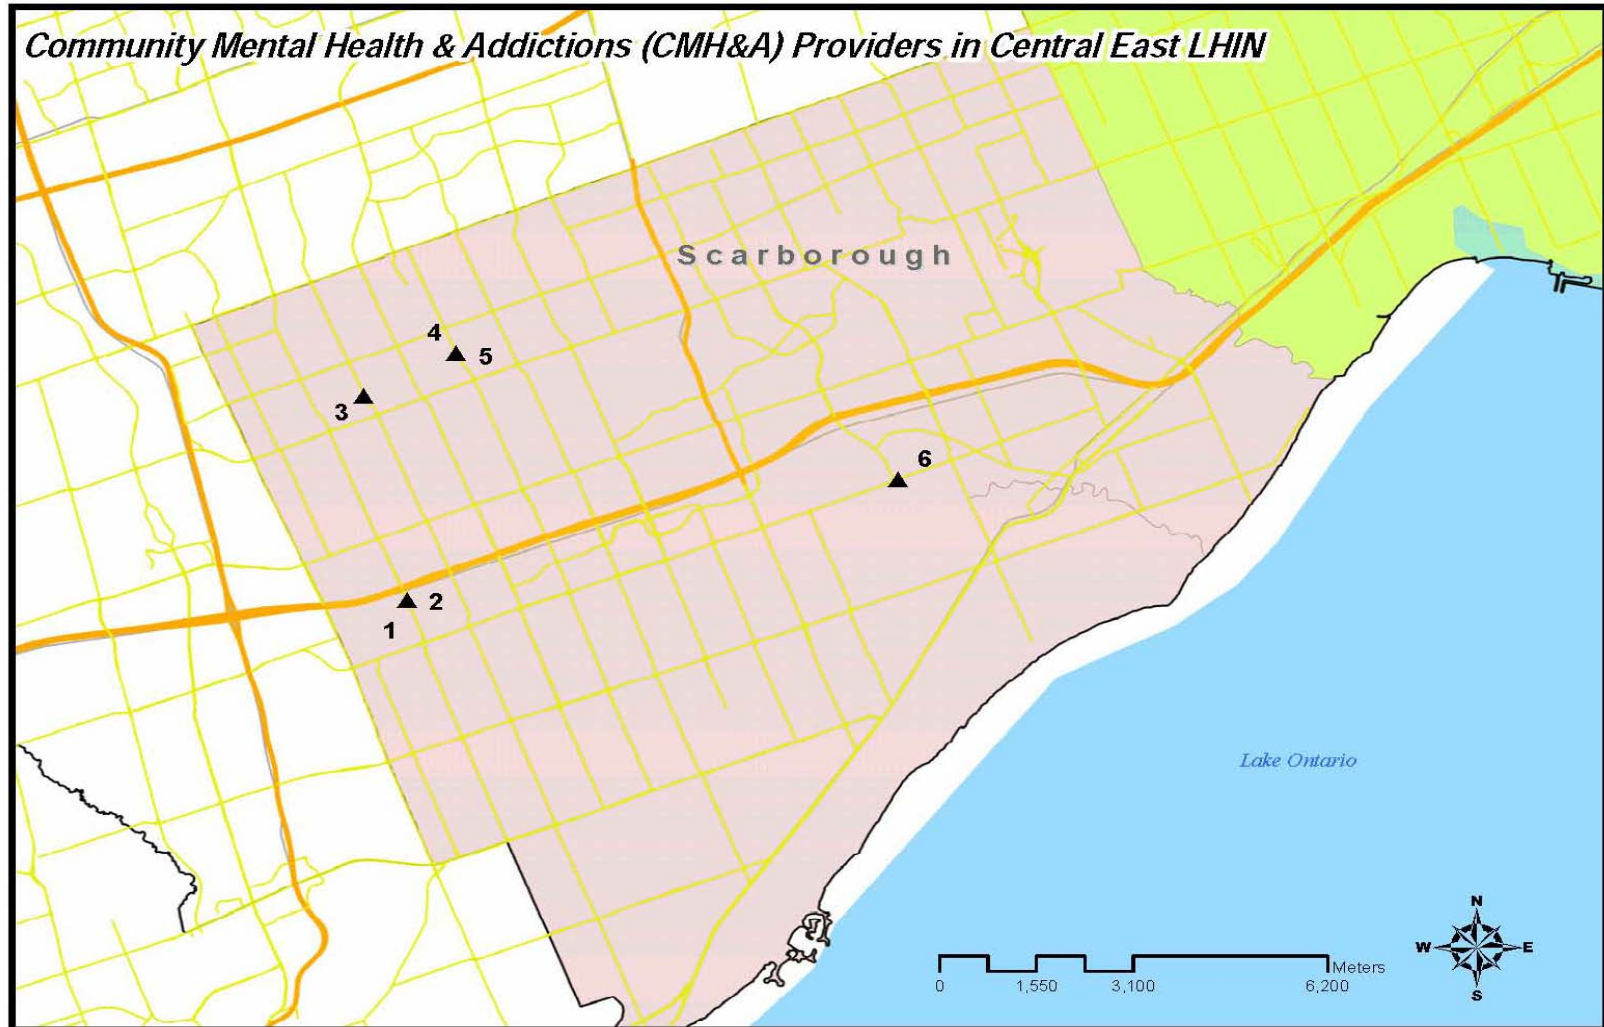 Community Mental Health & Addictions (CMH&A) Providers in Central East LHIN
Scarborough
4
5
3
6
2
1
Lake Ontario
N
W E
S
Meters
0 1,550 3,100 6,200